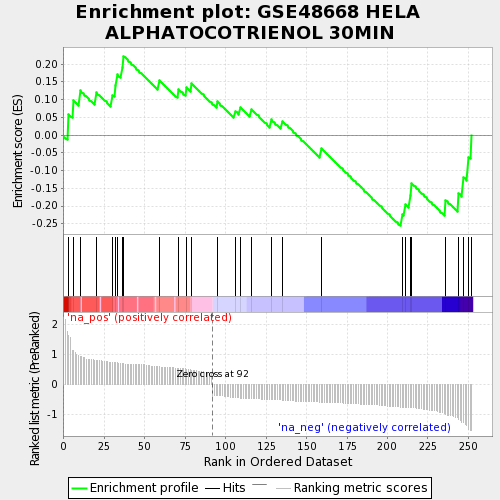 Enrichment plot: GSE48668 HELA
ALPHATOCOTRIENOL 30MIN
Enrichment score (ES)
0.20
0.15
0.10
0.05
0.00
-0.05
-0.10
-0.15
-0.20
-0.25
'na_pos' (positively correlated)
Ranked list metric (PreRanked)
2
1
0
-1
Zero cross at 92
'na_neg' (negatively correlated)
0
25
50
75
100
125
150
175
200
225
250
Rank in Ordered Dataset
Enrichment profile
Hits
Ranking metric scores